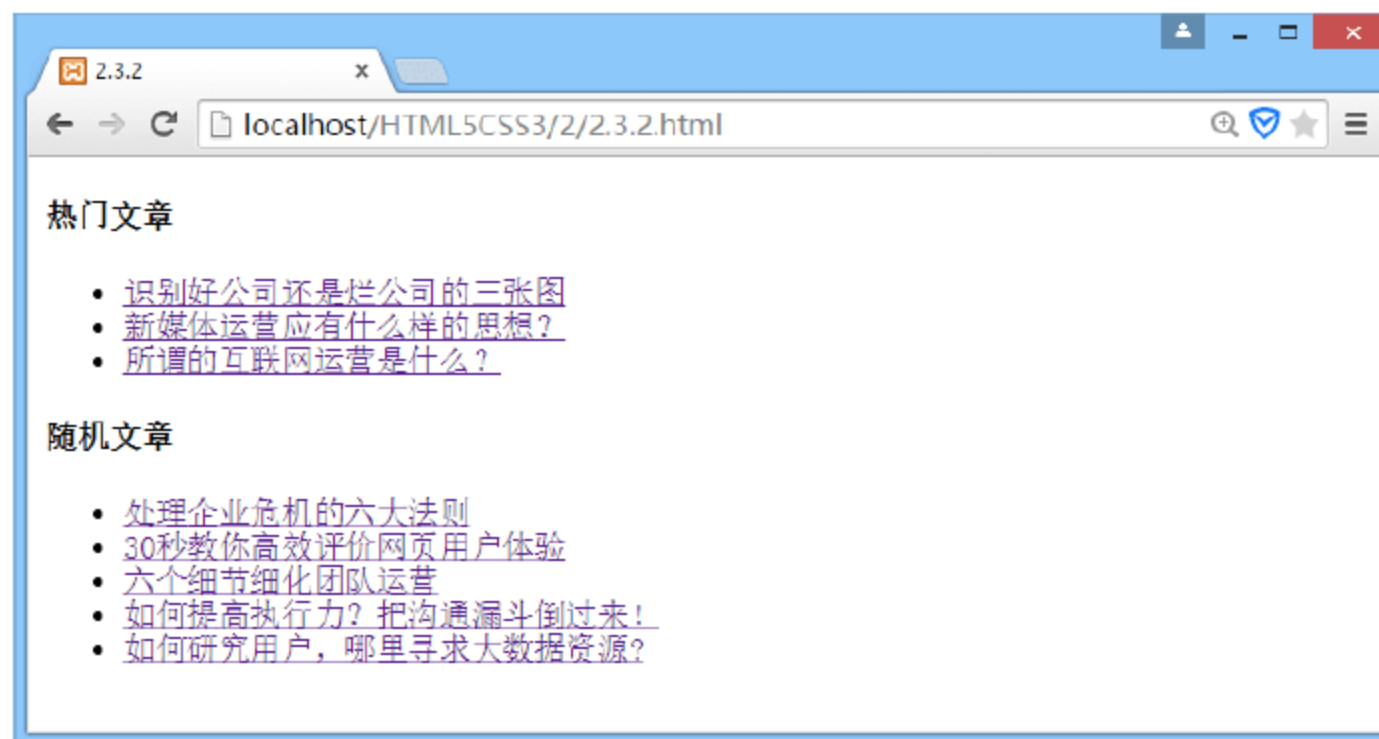 2.3.2
localhost/HTML5CSS3/2/2.3.2.html
热门文章
识别好公司还是烂公司的三张图
新媒体运营应有什么样的思想？
所谓的互联网运营是什么？
随机文章
处理企业危机的六大法则
30秒教你高效评价网页用户体验
六个细节细化团队运营
如何提高执行力？把沟通漏斗倒过来！
如何研究用户，哪里寻求大数据资源?